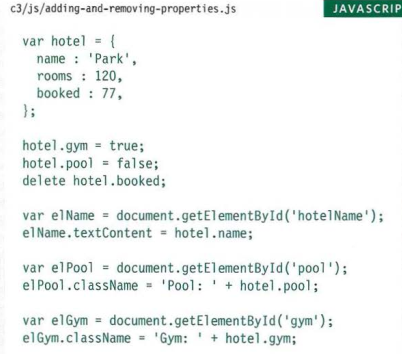 c3/js/adding-and-removing-properties.js JAVASCRIP
var hotel = {
name : 'Park',
rooms : 120,
booked : 77,
};
hotel.gym = true;
hotel.pool = false;
delete hotel.booked;
var elName = document.getElementById('hotelName');
elName.textContent = hotel.name;
var elPool = document.getElementById('pool');
elPool.className = 'Pool: ' + hotel.pool;
var elGym = document.getElementById('gym');
elGym.className = 'Gym: ' + hotel.gym;